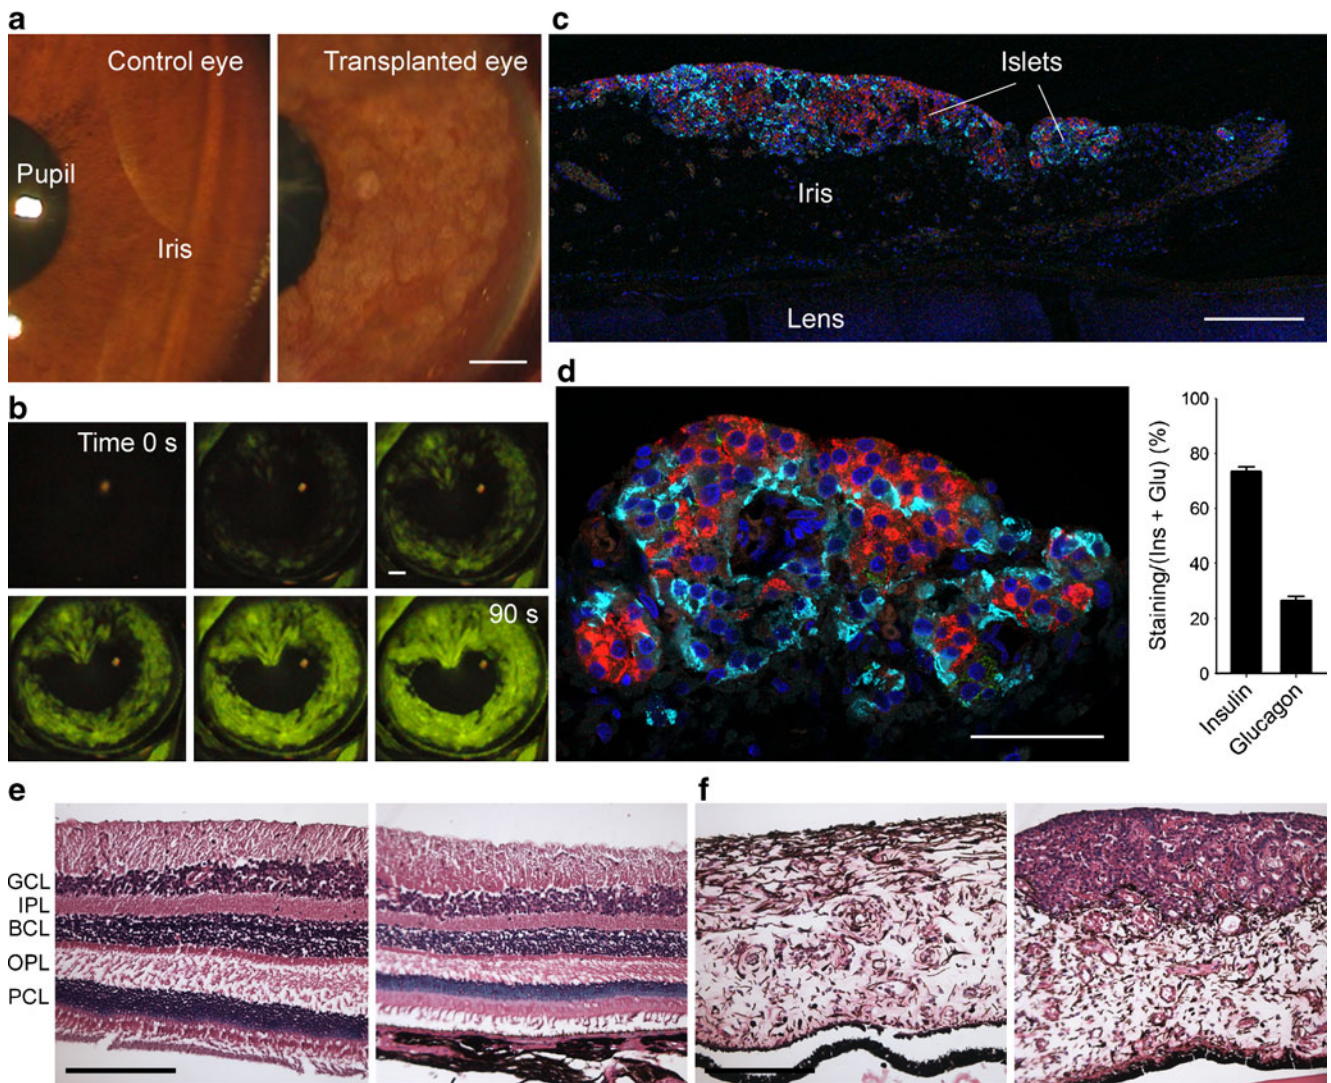 a
Control eye
Transplanted eye
Pupil
Iris
b
Time 0 s
90 s
c
Islets
Iris
Lens
d
Staining/(Ins + Glu) (%)
100
80
60
40
20
0
Insulin
Glucagon
e
GCL
IPL
BCL
OPL
PCL
f